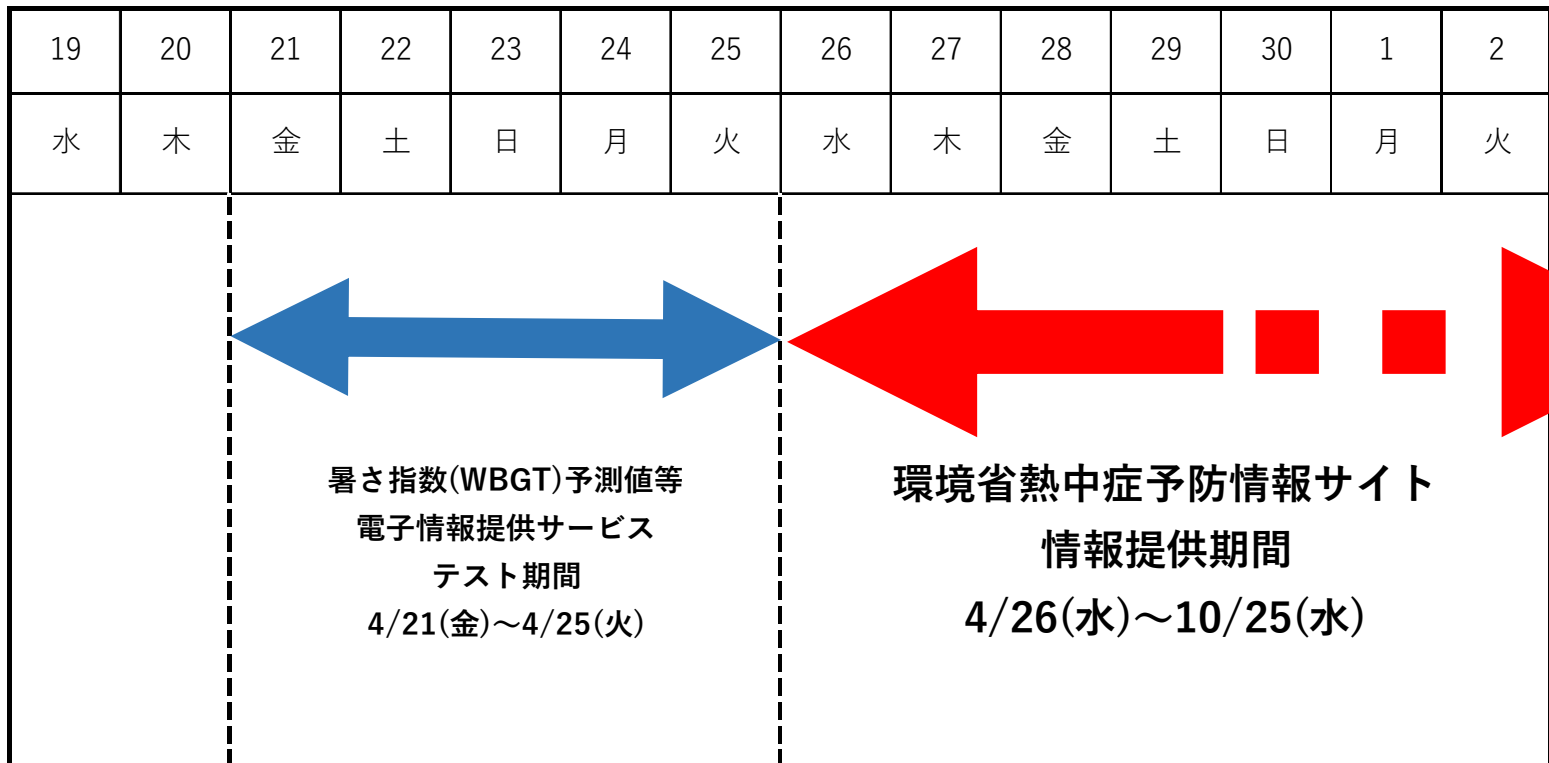 19 20 21 22 23 24 25 26 27 28 29 30 1 2
水 木 金 土 日 月 火 水 木 金 土 日 月 火
暑さ指数(WBGT)予測値等
電子情報提供サービス
テスト期間
4/21(金)～4/25(火)
環境省熱中症予防情報サイト
情報提供期間
4/26(水)～10/25(水)